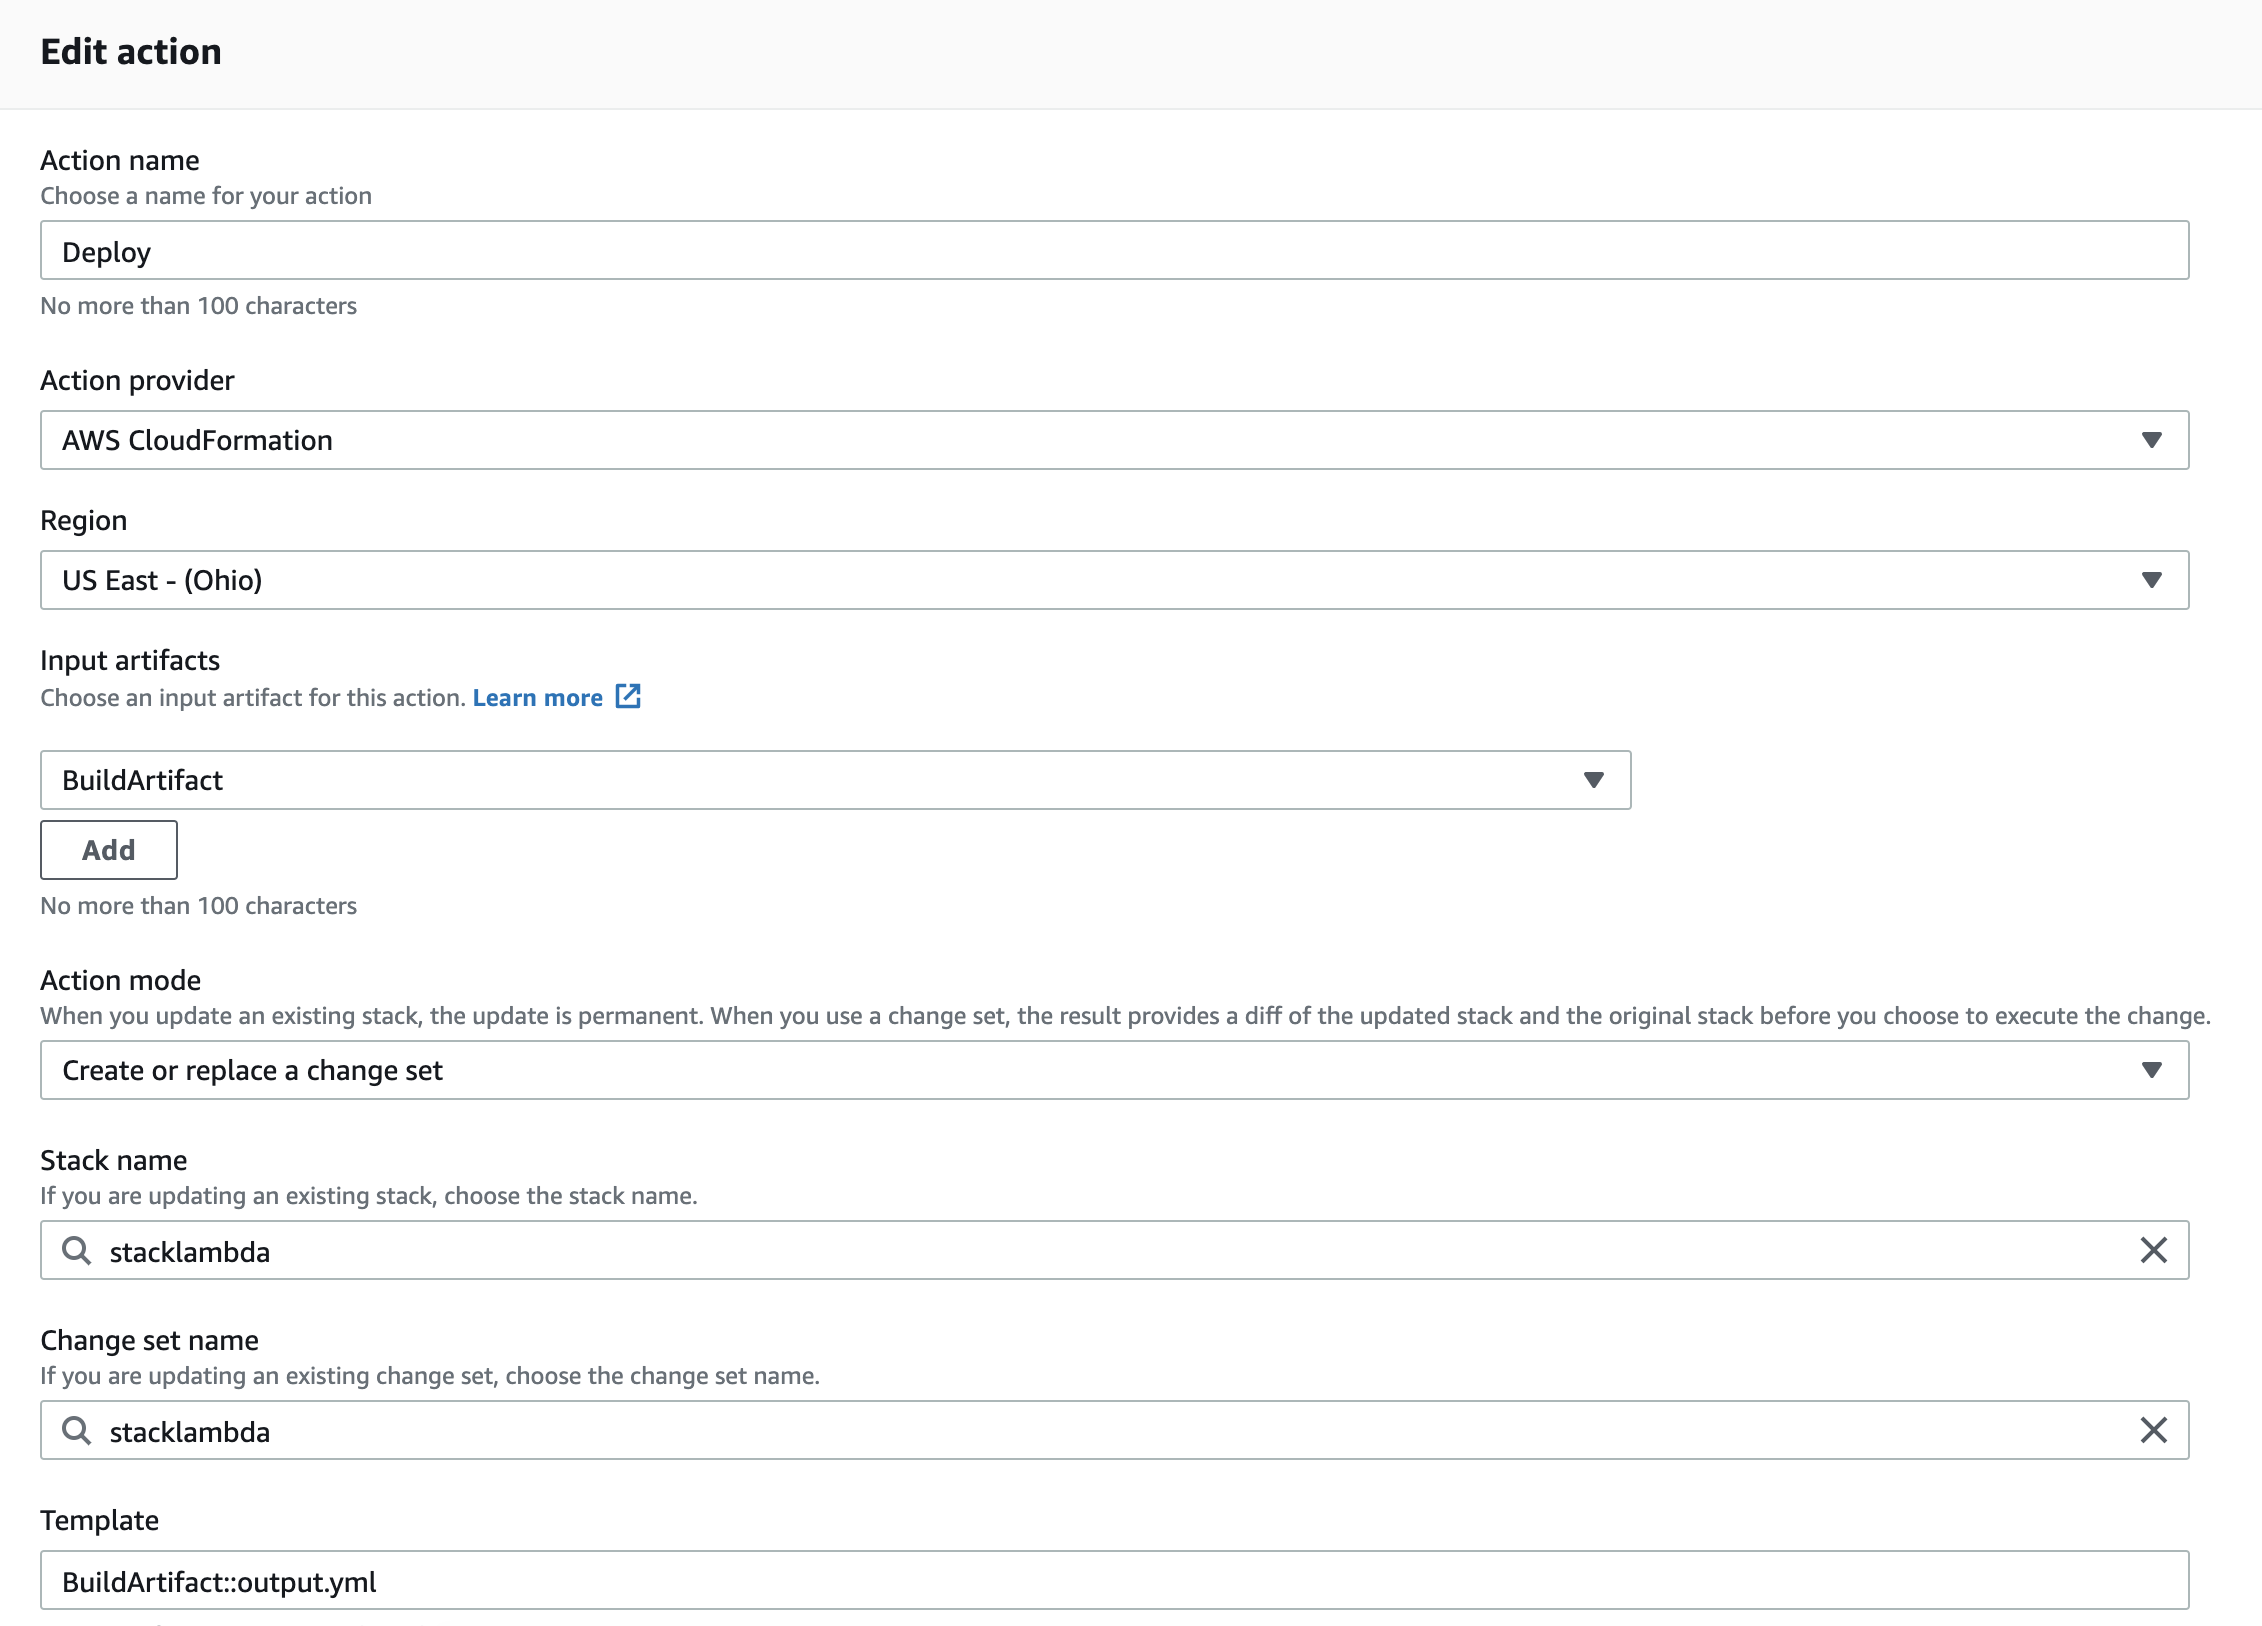 Edit action
Action name
Choose a name for your action
Deploy
No more than 100 characters
Action provider
AWS CloudFormation
Region
US East - (Ohio)
Input artifacts
Choose an input artifact for this action. Learn more
BuildArtifact
Add
No more than 100 characters
Action mode
When you update an existing stack, the update is permanent. When you use a change set, the result provides a diff of the updated stack and the original stack before you choose to execute the change.
Create or replace a change set
Stack name
If you are updating an existing stack, choose the stack name.
stacklambda
Change set name
If you are updating an existing change set, choose the change set name.
stacklambda
Template
BuildArtifact::output.yml